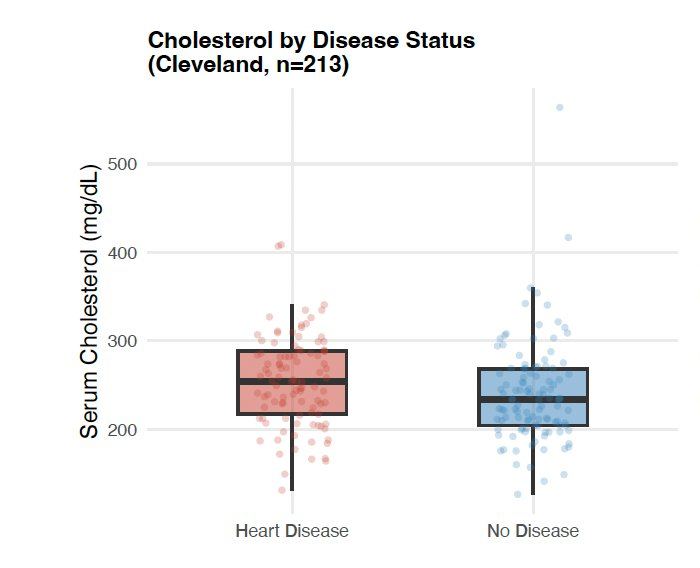 Cholesterol by Disease Status
(Cleveland, n=213)
Serum Cholesterol (mg/dL)
500
400
300
200
Heart Disease
No Disease